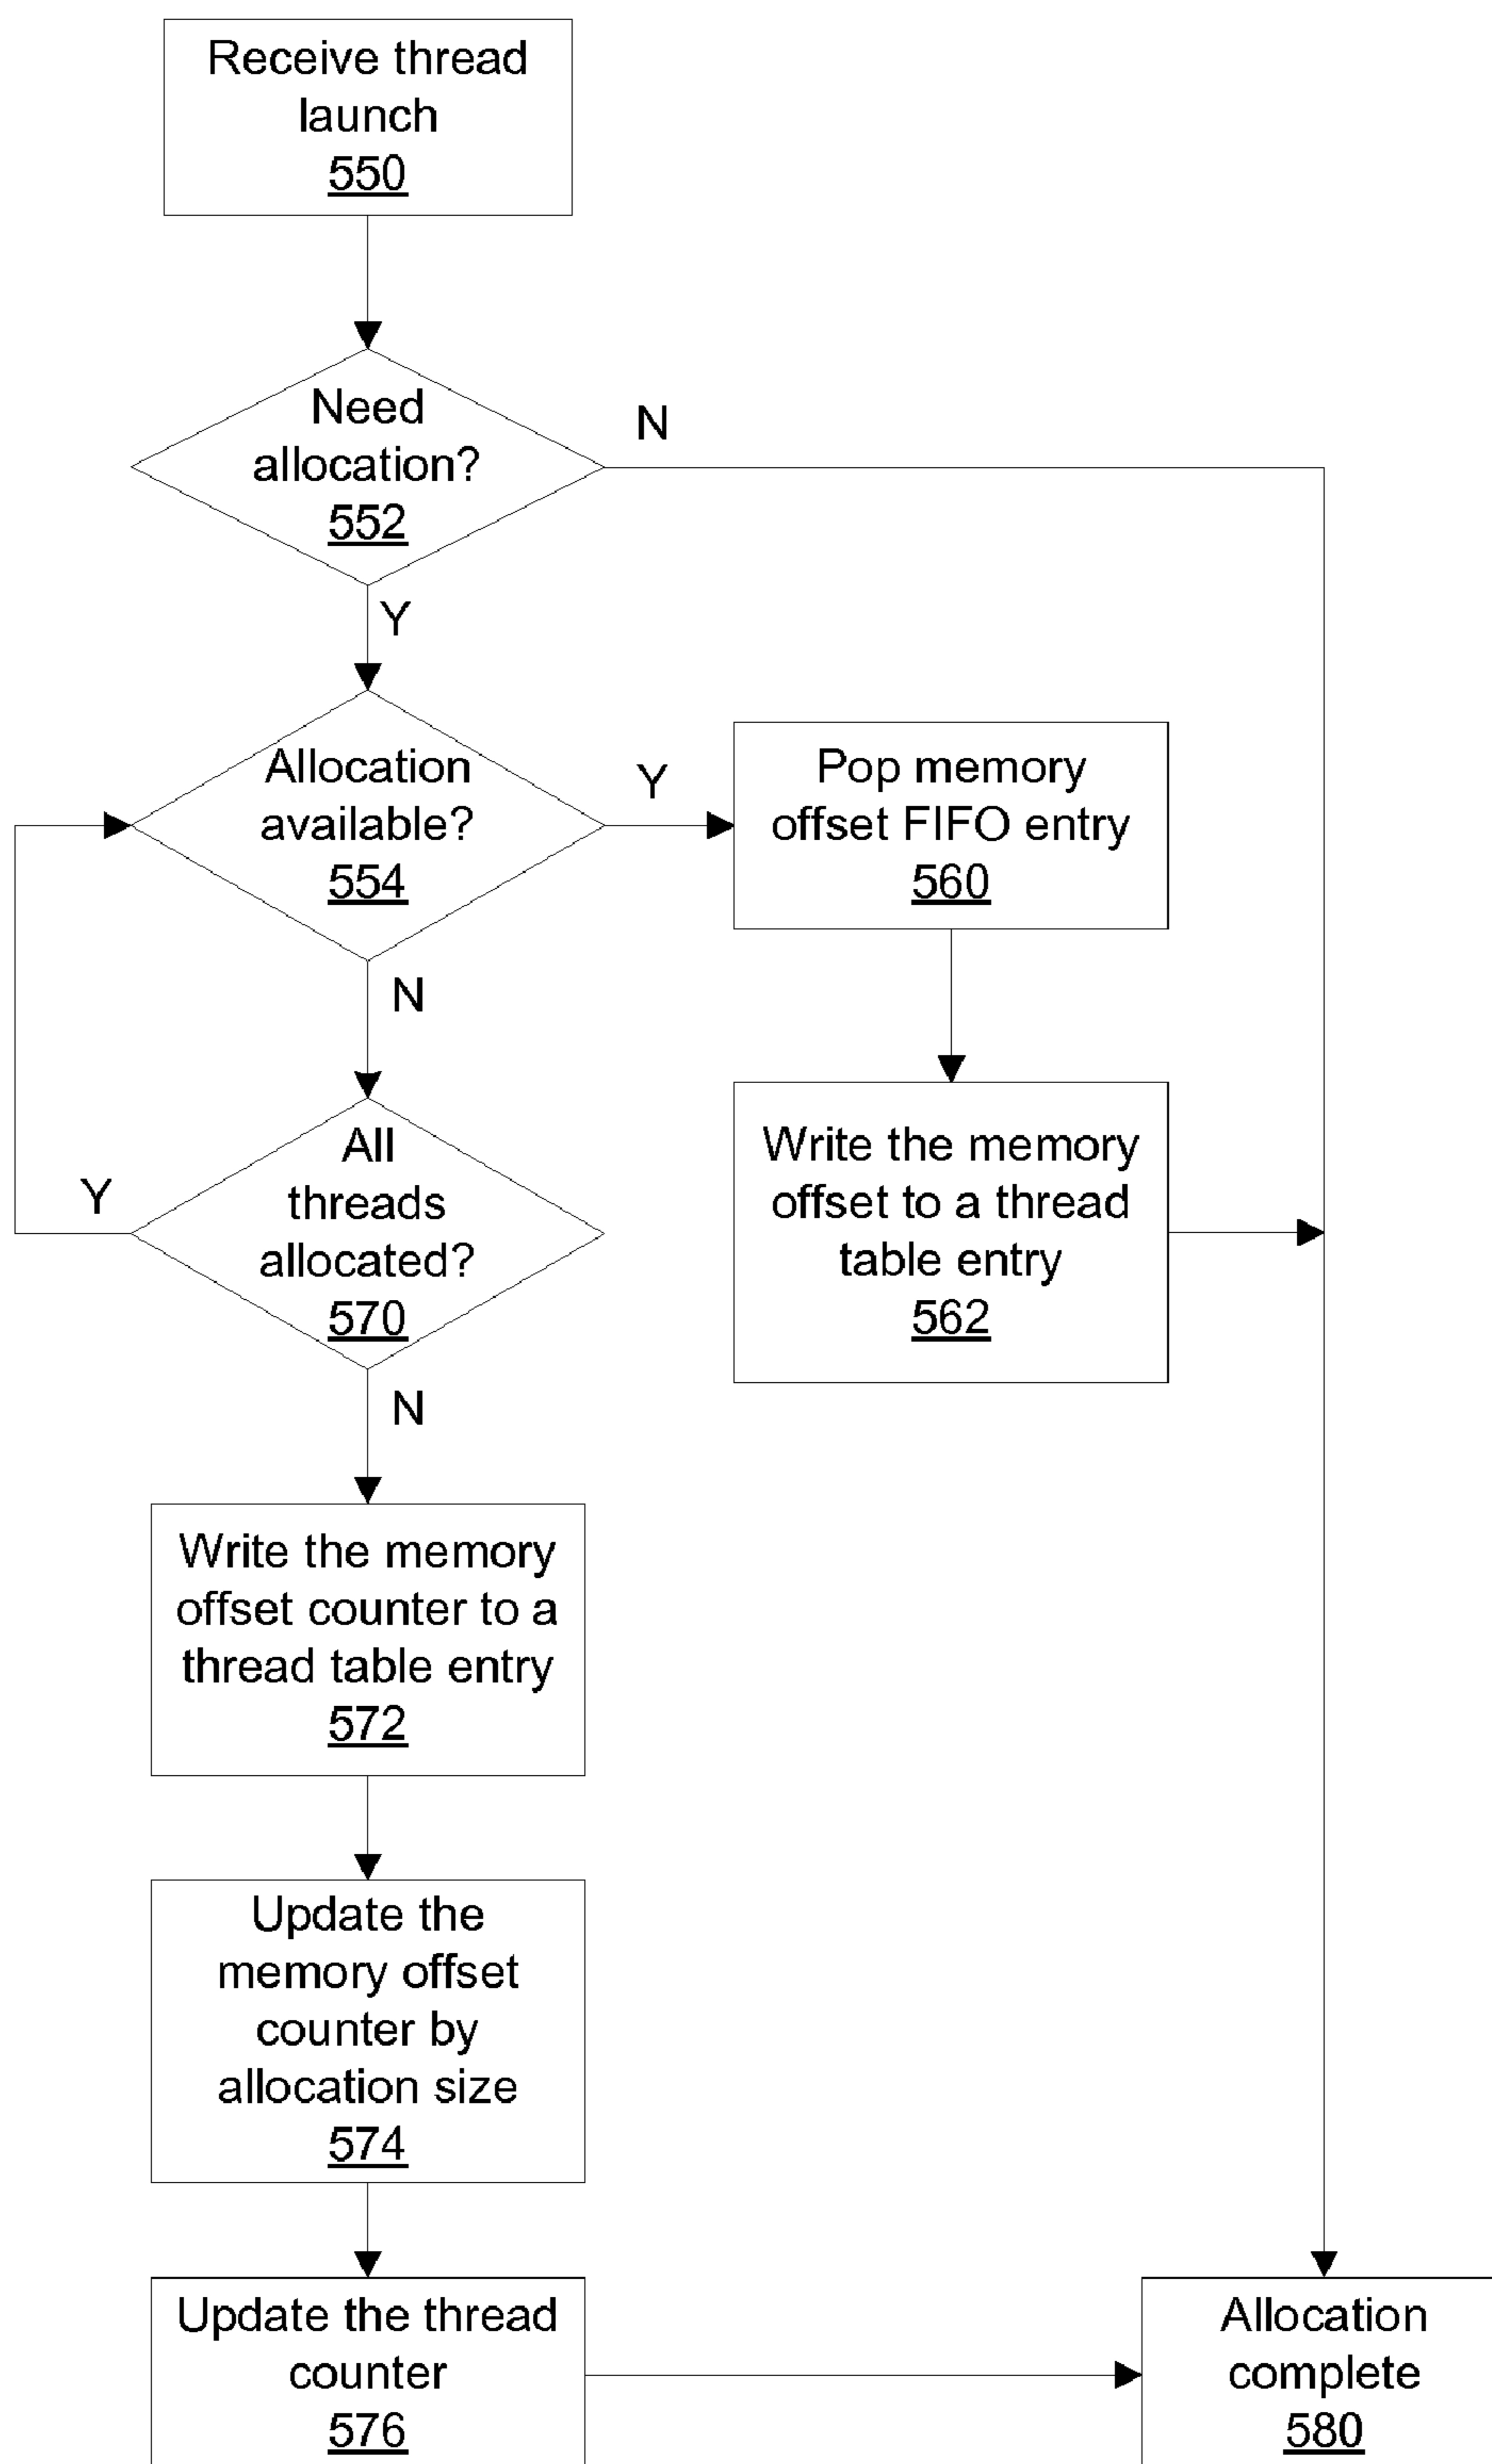 Receive thread
launch
550
Need
allocation?
552
N
Y
Allocation
available?
554
Y
Pop memory
offset FIFO entry
560
N
All
threads
allocated?
570
Y
Write the memory
offset to a thread
table entry
562
N
Write the memory
offset counter to a
thread table entry
572
Update the
memory offset
counter by
allocation size
574
Update the thread
counter
576
Allocation
complete
580